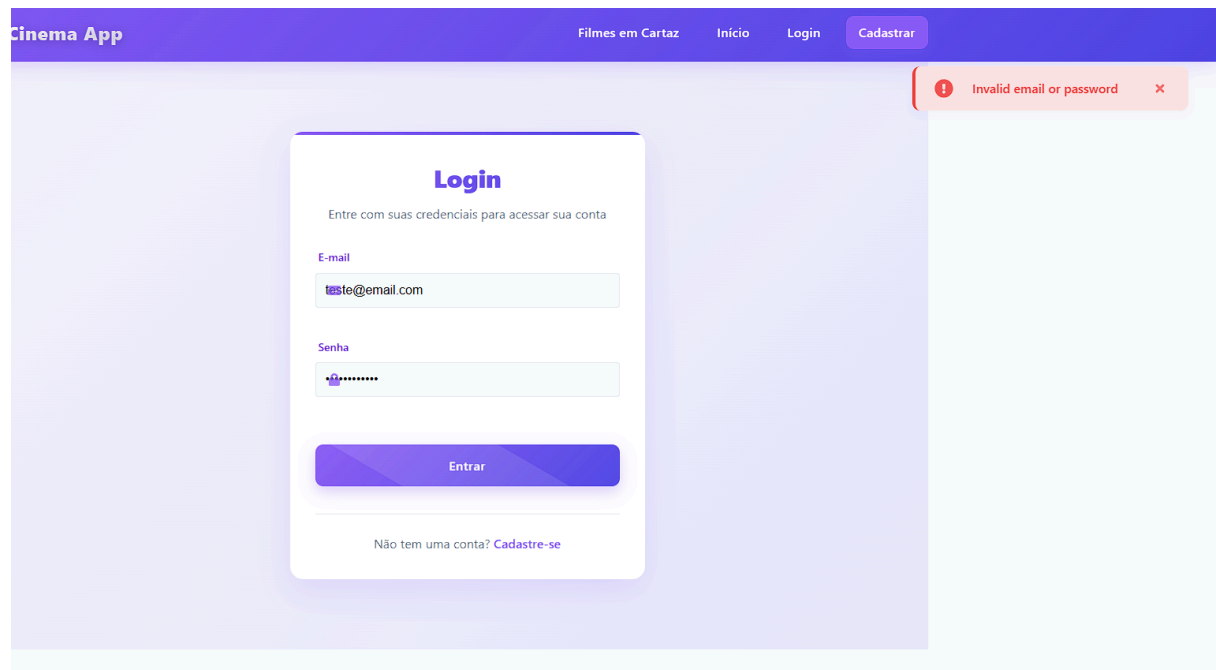 Cinema App
Filmes em Cartaz
Início
Login
Cadastrar
Invalid email or password
Login
Entre com suas credenciais para acessar sua conta
E-mail
teste@email.com
Senha
•••••••••••
Entrar
Não tem uma conta? Cadastre-se